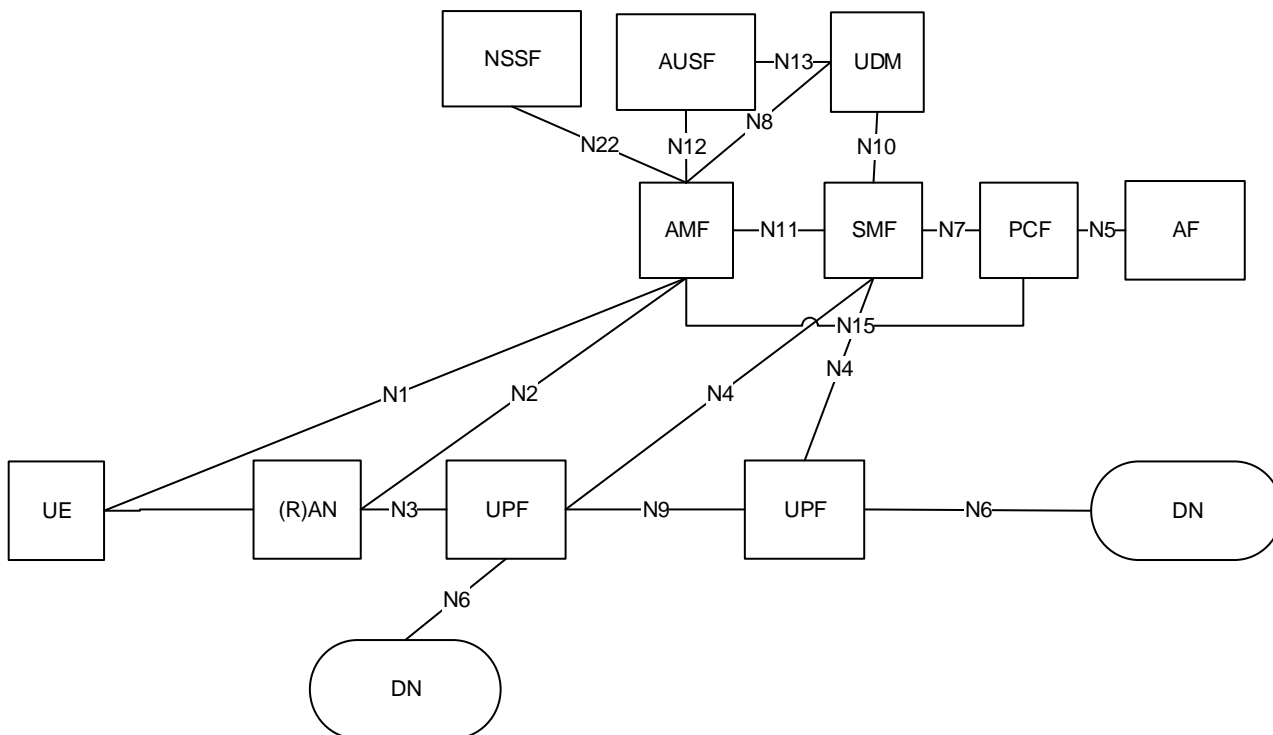 NSSF
AUSF
N13
UDM
N8
N22
N12
N10
AMF
N11
SMF
N7
PCF
N5
AF
N15
N4
N1
N2
N4
UE
(R)AN
N3
UPF
N9
UPF
N6
DN
N6
DN